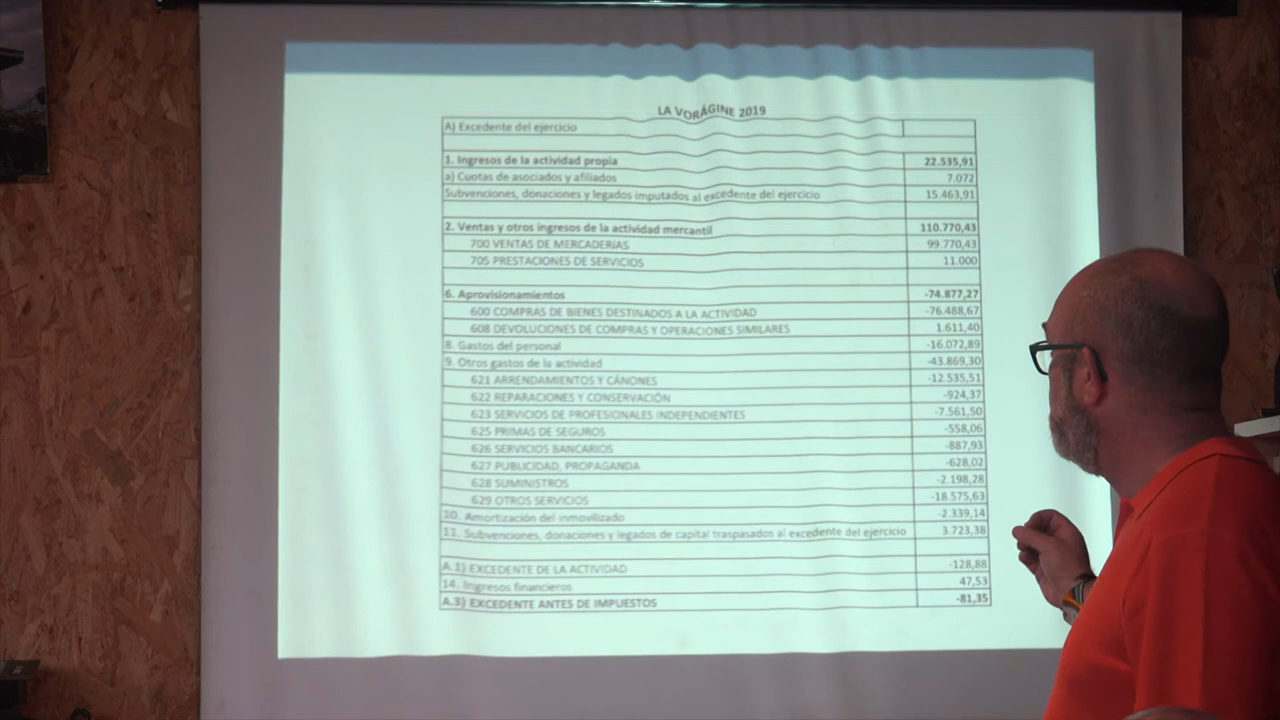 LA VORÁGINE 2019
A) Excedente del ejercicio
1. Ingresos de la actividad propia 22.535,91
a) Cuotas de asociados y afiliados 7.072
Subvenciones, donaciones y legados imputados al excedente del ejercicio 15.463,91
2. Ventas y otros ingresos de la actividad mercantil 110.770,43
700 VENTAS DE MERCADERIAS 99.770,43
705 PRESTACIONES DE SERVICIOS 11.000
6. Aprovisionamientos -74.877,27
600 COMPRAS DE BIENES DESTINADOS A LA ACTIVIDAD -76.488,67
608 DEVOLUCIONES DE COMPRAS Y OPERACIONES SIMILARES 1.611,40
8. Gastos del personal -16.072,89
9. Otros gastos de la actividad -43.869,30
621 ARRENDAMIENTOS Y CÁNONES -12.535,51
622 REPARACIONES Y CONSERVACIÓN -924,37
623 SERVICIOS DE PROFESIONALES INDEPENDIENTES -7.561,50
625 PRIMAS DE SEGUROS -558,06
626 SERVICIOS BANCARIOS -887,93
627 PUBLICIDAD, PROPAGANDA -628,02
628 SUMINISTROS -2.198,28
629 OTROS SERVICIOS -18.575,63
10. Amortización del inmovilizado -2.339,14
11. Subvenciones, donaciones y legados de capital traspasados al excedente del ejercicio 3.723,38
A.1) EXCEDENTE DE LA ACTIVIDAD -128,88
14. Ingresos financieros 47,53
A.3) EXCEDENTE ANTES DE IMPUESTOS -81,35